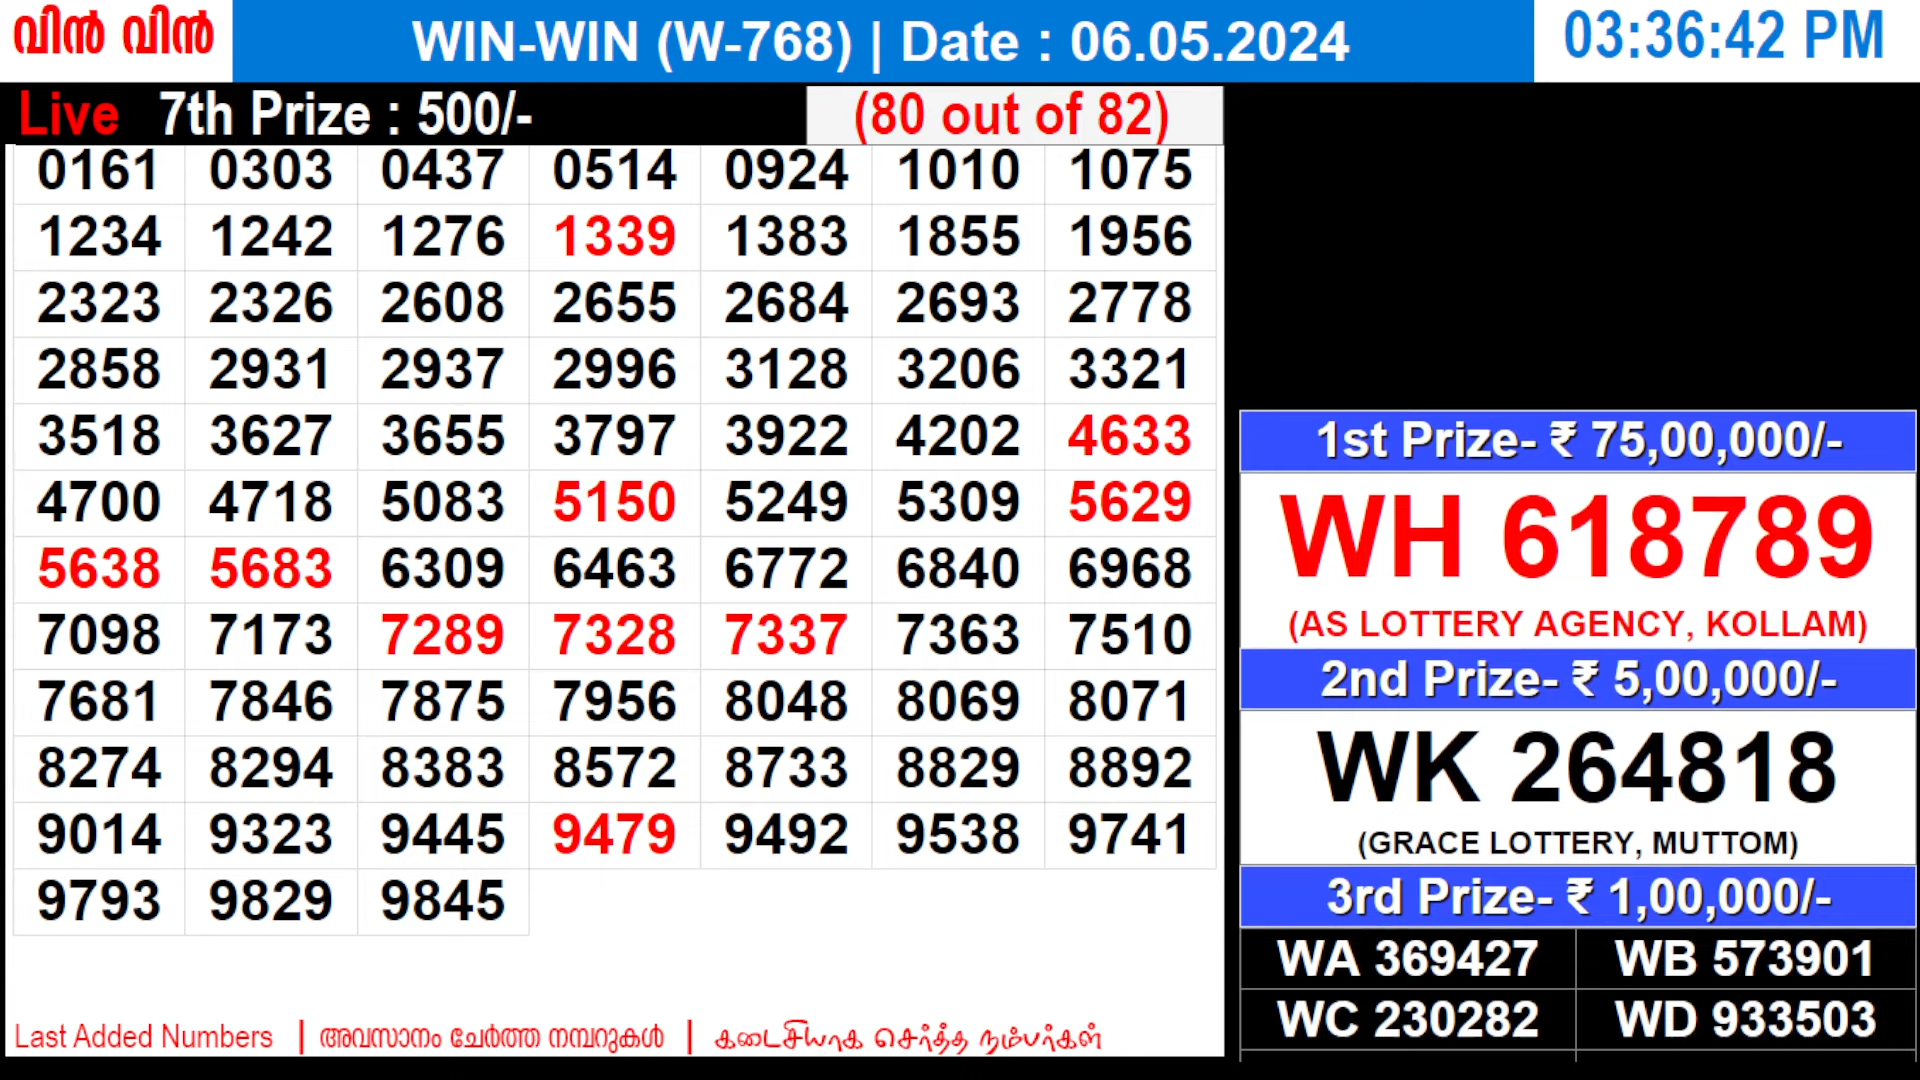 വിൻ വിൻ WIN-WIN (W-768) | Date : 06.05.2024 03:36:42 PM
Live 7th Prize : 500/- (80 out of 82)
0161 0303 0437 0514 0924 1010 1075
1234 1242 1276 1339 1383 1855 1956
2323 2326 2608 2655 2684 2693 2778
2858 2931 2937 2996 3128 3206 3321
3518 3627 3655 3797 3922 4202 4633
4700 4718 5083 5150 5249 5309 5629
5638 5683 6309 6463 6772 6840 6968
7098 7173 7289 7328 7337 7363 7510
7681 7846 7875 7956 8048 8069 8071
8274 8294 8383 8572 8733 8829 8892
9014 9323 9445 9479 9492 9538 9741
9793 9829 9845
Last Added Numbers | അവസാനം ചേർത്ത നമ്പറുകൾ | கடைசியாக சேர்த்த நம்பர்கள்
1st Prize- ₹ 75,00,000/-
WH 618789
(AS LOTTERY AGENCY, KOLLAM)
2nd Prize- ₹ 5,00,000/-
WK 264818
(GRACE LOTTERY, MUTTOM)
3rd Prize- ₹ 1,00,000/-
WA 369427 WB 573901
WC 230282 WD 933503